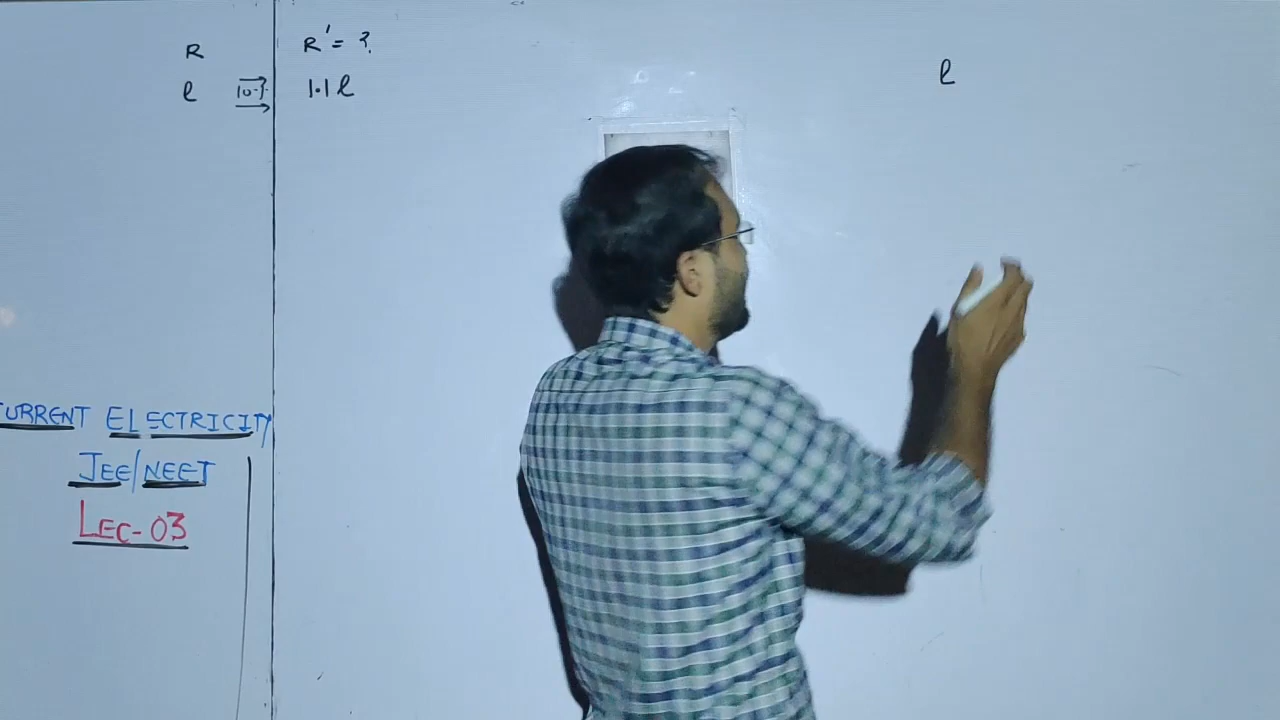 R
R' = ?
l 10% 1.1 l
l
CURRENT ELECTRICITY
JEE/NEET
LEC-03